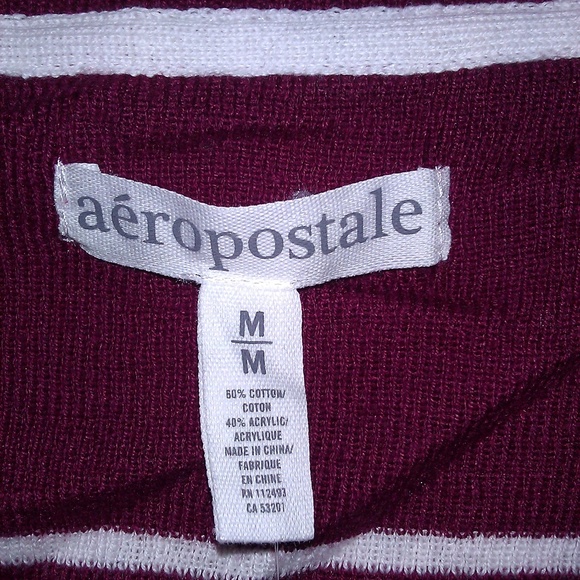 aéropostale
M
M
60% COTTON/
COTON
40% ACRYLIC/
ACRYLIQUE
MADE IN CHINA/
FABRIQUE
EN CHINE
RN 112493
CA 53201